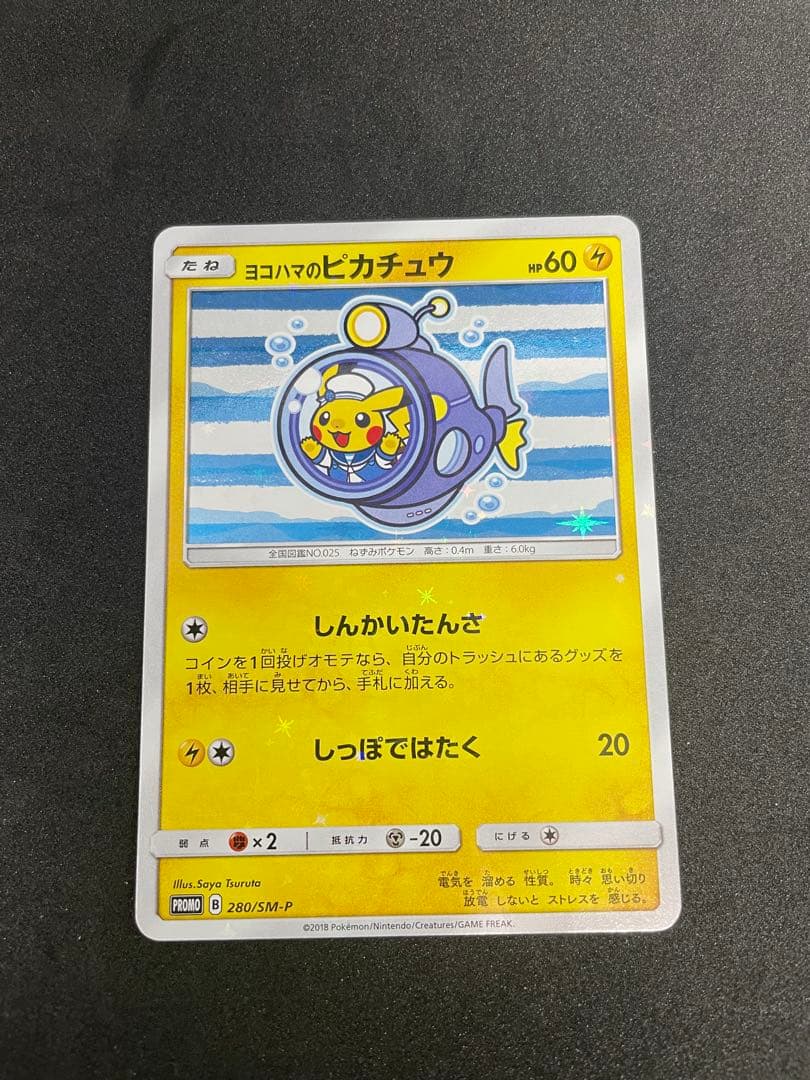 たね ヨコハマのピカチュウ HP60
全国図鑑NO.025 ねずみポケモン 高さ:0.4m 重さ:6.0kg
しんかいたんさ
コインを1回投げオモテなら、自分のトラッシュにあるグッズを
1枚、相手に見せてから、手札に加える。
しっぽではたく 20
弱点 ×2 抵抗力 -20 にげる
Illus.Saya Tsuruta
PROMO B 280/SM-P
電気を 溜める 性質。 時々 思い切り
放電 しないと ストレスを 感じる。
©2018 Pokémon/Nintendo/Creatures/GAME FREAK.